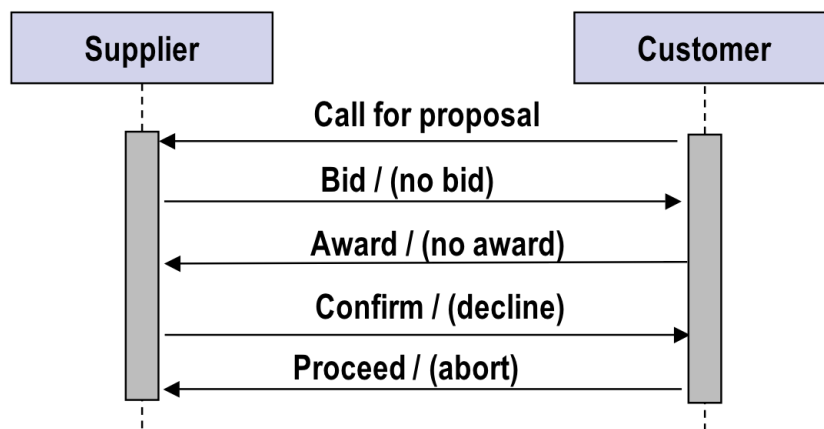 Supplier
Customer
Call for proposal
Bid / (no bid)
Award / (no award)
Confirm / (decline)
Proceed / (abort)